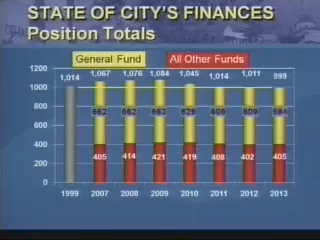 STATE OF CITY'S FINANCES
Position Totals
General Fund All Other Funds
1200
1,014 1,067 1,076 1,084 1,045 1,014 1,011 999
1000
800
662 662 663 626 606 609 594
600
400
405 414 421 419 408 402 405
200
0
1999 2007 2008 2009 2010 2011 2012 2013